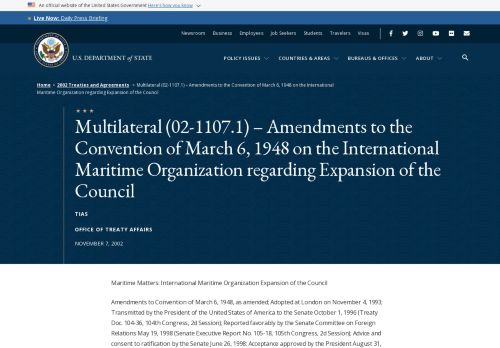 An official website of the United States Government Here's how you know
Live Now: Daily Press Briefing
Newsroom Business Employees Job Seekers Students Travelers Visas
U.S. DEPARTMENT of STATE
POLICY ISSUES COUNTRIES & AREAS BUREAUS & OFFICES ABOUT
Home > 2002 Treaties and Agreements > Multilateral (02-1107.1) – Amendments to the Convention of March 6, 1948 on the International
Maritime Organization regarding Expansion of the Council
Multilateral (02-1107.1) – Amendments to the
Convention of March 6, 1948 on the International
Maritime Organization regarding Expansion of the
Council
TIAS
OFFICE OF TREATY AFFAIRS
NOVEMBER 7, 2002
Maritime Matters: International Maritime Organization Expansion of the Council
Amendments to Convention of March 6, 1948, as amended; Adopted at London on November 4, 1993;
Transmitted by the President of the United States of America to the Senate October 1, 1996 (Treaty
Doc. 104-36, 104th Congress, 2d Session); Reported favorably by the Senate Committee on Foreign
Relations May 19, 1998 (Senate Executive Report No. 105-18, 105th Congress, 2d Session); Advice and
consent to ratification by the Senate June 26, 1998; Acceptance approved by the President August 31,